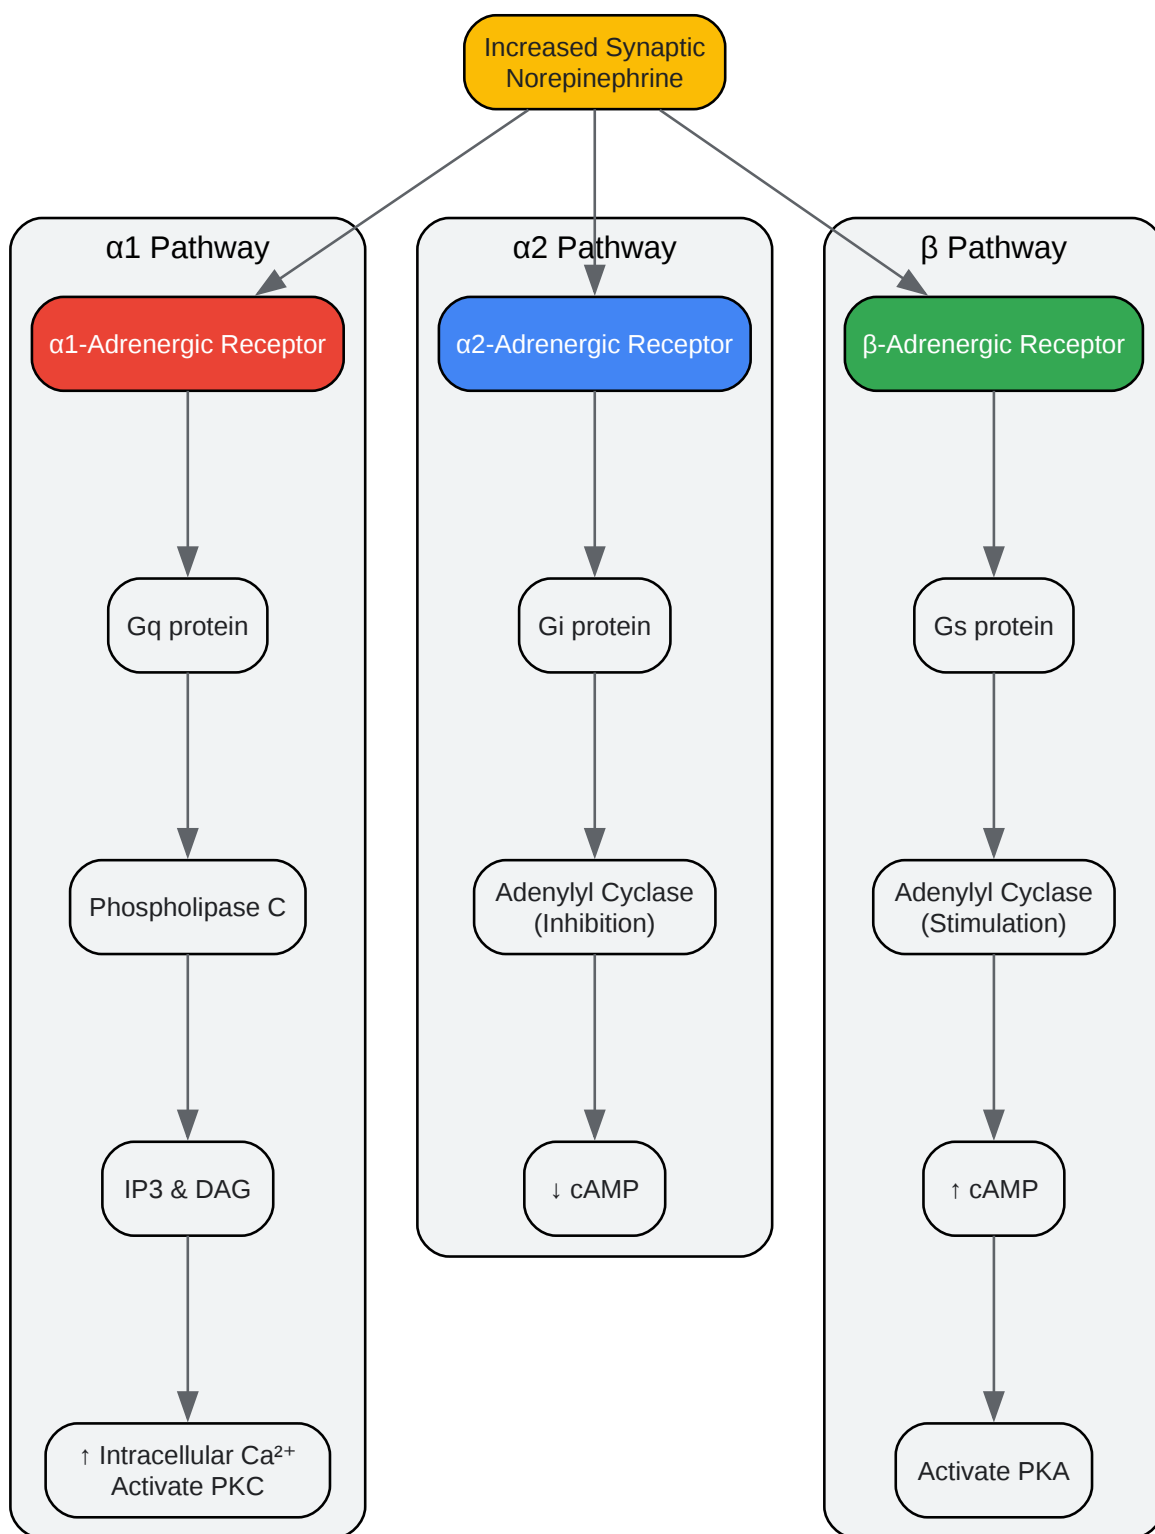 Increased Synaptic
Norepinephrine
α1 Pathway
α1-Adrenergic Receptor
Gq protein
Phospholipase C
IP3 & DAG
↑ Intracellular Ca²⁺
Activate PKC
α2 Pathway
α2-Adrenergic Receptor
Gi protein
Adenylyl Cyclase
(Inhibition)
↓ cAMP
β Pathway
β-Adrenergic Receptor
Gs protein
Adenylyl Cyclase
(Stimulation)
↑ cAMP
Activate PKA